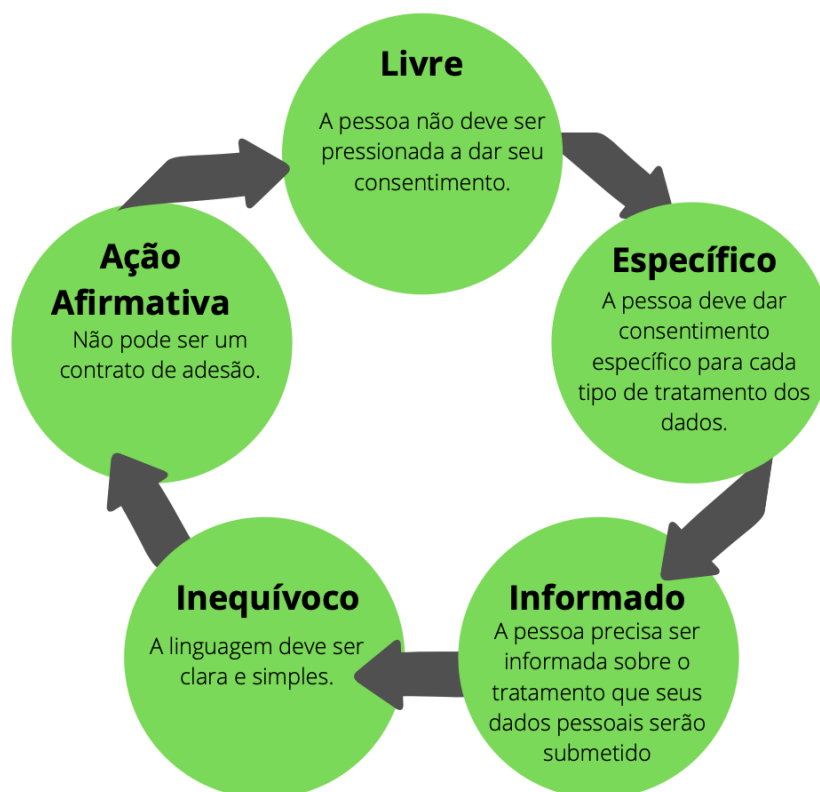 Livre
A pessoa não deve ser
pressionada a dar seu
consentimento.
Específico
A pessoa deve dar
consentimento
específico para cada
tipo de tratamento dos
dados.
Informado
A pessoa precisa ser
informada sobre o
tratamento que seus
dados pessoais serão
submetido
Inequívoco
A linguagem deve ser
clara e simples.
Ação
Afirmativa
Não pode ser um
contrato de adesão.